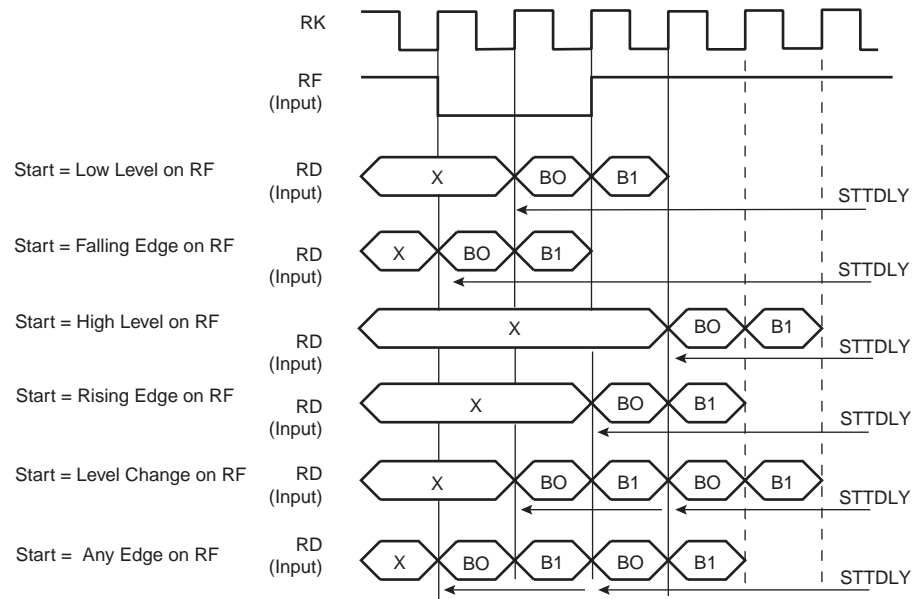 RK
RF
(Input)
Start = Low Level on RF
RD
(Input)
X
BO
B1
STTDLY
Start = Falling Edge on RF
RD
(Input)
X
BO
B1
STTDLY
Start = High Level on RF
RD
(Input)
X
BO
B1
STTDLY
Start = Rising Edge on RF
RD
(Input)
X
BO
B1
STTDLY
Start = Level Change on RF
RD
(Input)
X
BO
B1
BO
B1
STTDLY
Start = Any Edge on RF
RD
(Input)
X
BO
B1
BO
B1
STTDLY